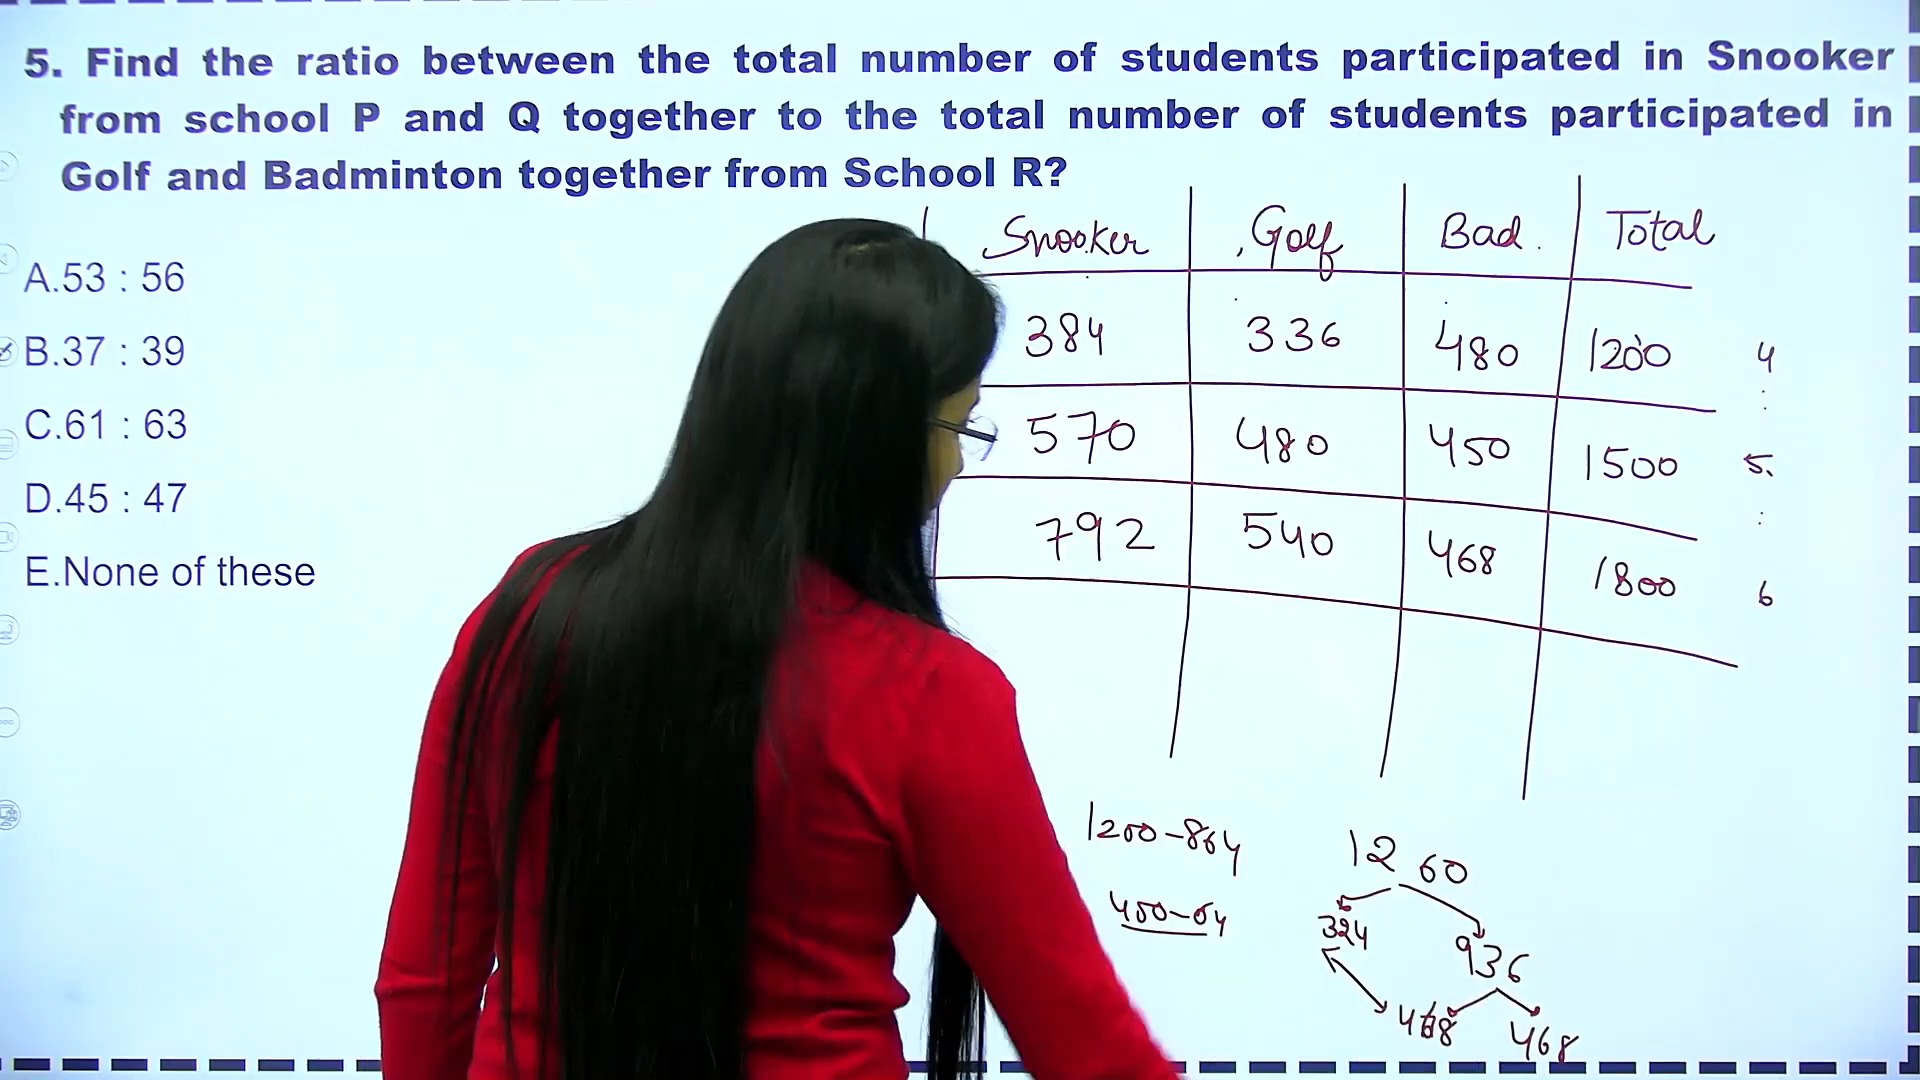 5. Find the ratio between the total number of students participated in Snooker
from school P and Q together to the total number of students participated in
Golf and Badminton together from School R?
A.53 : 56
B.37 : 39
C.61 : 63
D.45 : 47
E.None of these
Snooker Golf Bad. Total
384 336 480 1200 4
570 480 450 1500 5
792 540 468 1800 6
1200-864
400-64
1260
324 936
468 468